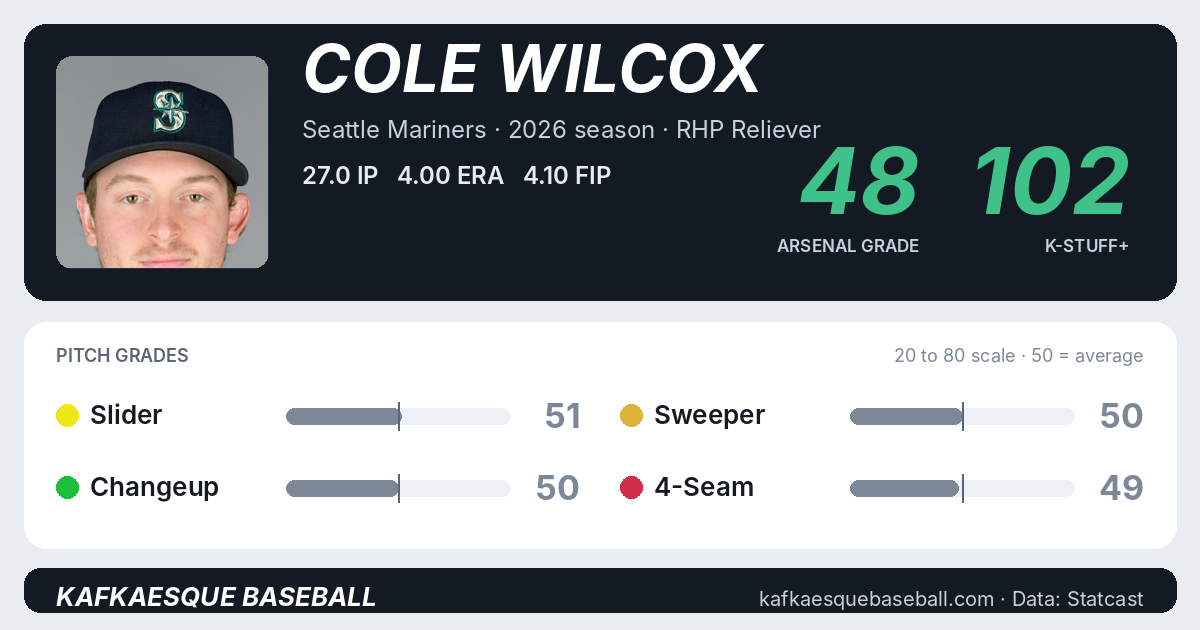 COLE WILCOX
Seattle Mariners · 2026 season · RHP Reliever
27.0 IP 4.00 ERA 4.10 FIP
48 102
ARSENAL GRADE K-STUFF+
PITCH GRADES 20 to 80 scale · 50 = average
Slider 51 Sweeper 50
Changeup 50 4-Seam 49
KAFKAESQUE BASEBALL kafkaesquebaseball.com · Data: Statcast
S